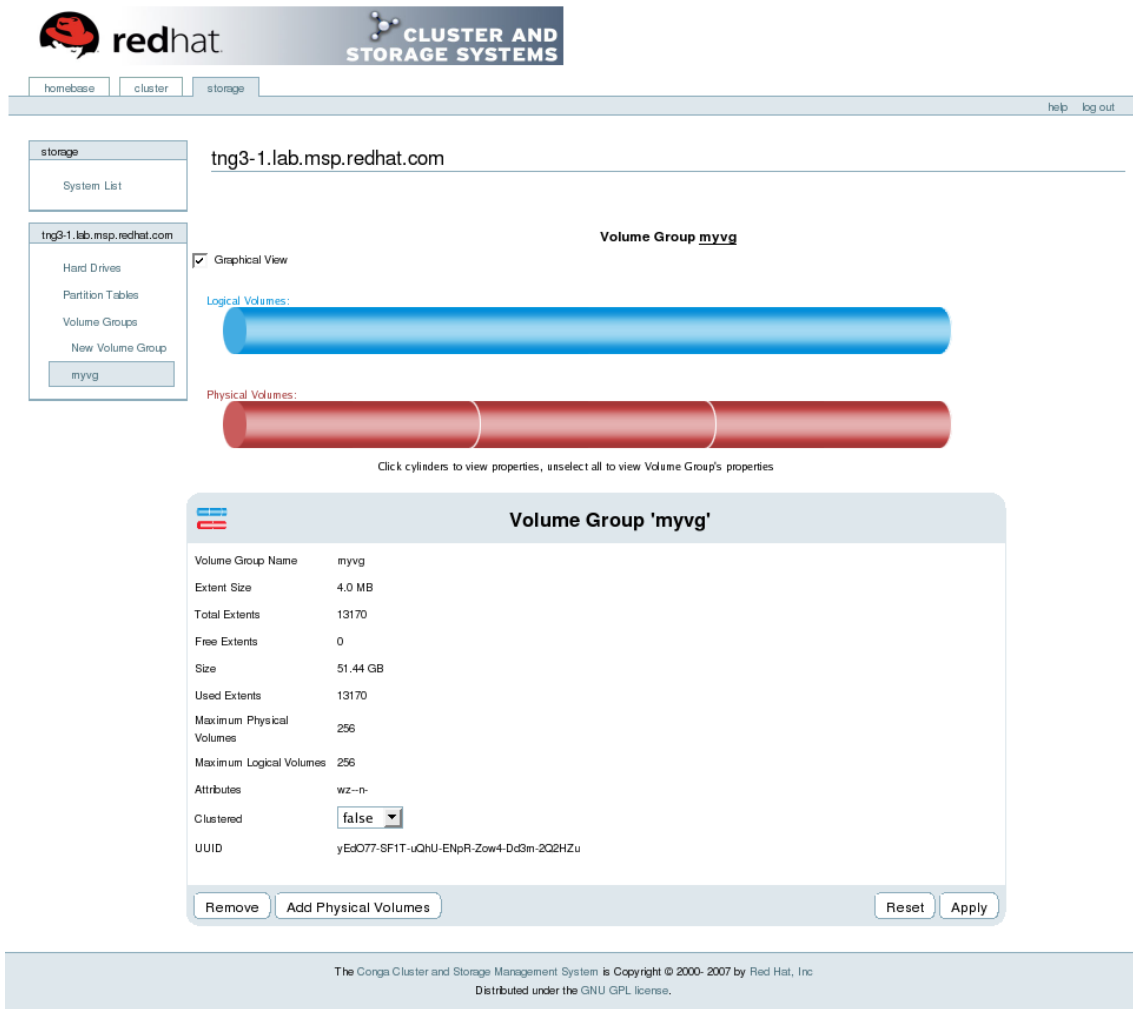 redhat.
CLUSTER AND
STORAGE SYSTEMS
homebase cluster storage
help log out
storage
System List
tng3-1.lab.msp.redhat.com
Hard Drives
Partition Tables
Volume Groups
New Volume Group
myvg
tng3-1.lab.msp.redhat.com
Volume Group myvg
Graphical View
Logical Volumes:
Physical Volumes:
Click cylinders to view properties, unselect all to view Volume Group's properties
Volume Group 'myvg'
Volume Group Name myvg
Extent Size 4.0 MB
Total Extents 13170
Free Extents 0
Size 51.44 GB
Used Extents 13170
Maximum Physical
Volumes 256
Maximum Logical Volumes 256
Attributes wz--n-
Clustered false
UUID yEdO77-SF1T-uQhU-ENpR-Zow4-Dd3m-2Q2HZu
Remove Add Physical Volumes Reset Apply
The Conga Cluster and Storage Management System is Copyright © 2000- 2007 by Red Hat, Inc
Distributed under the GNU GPL license.